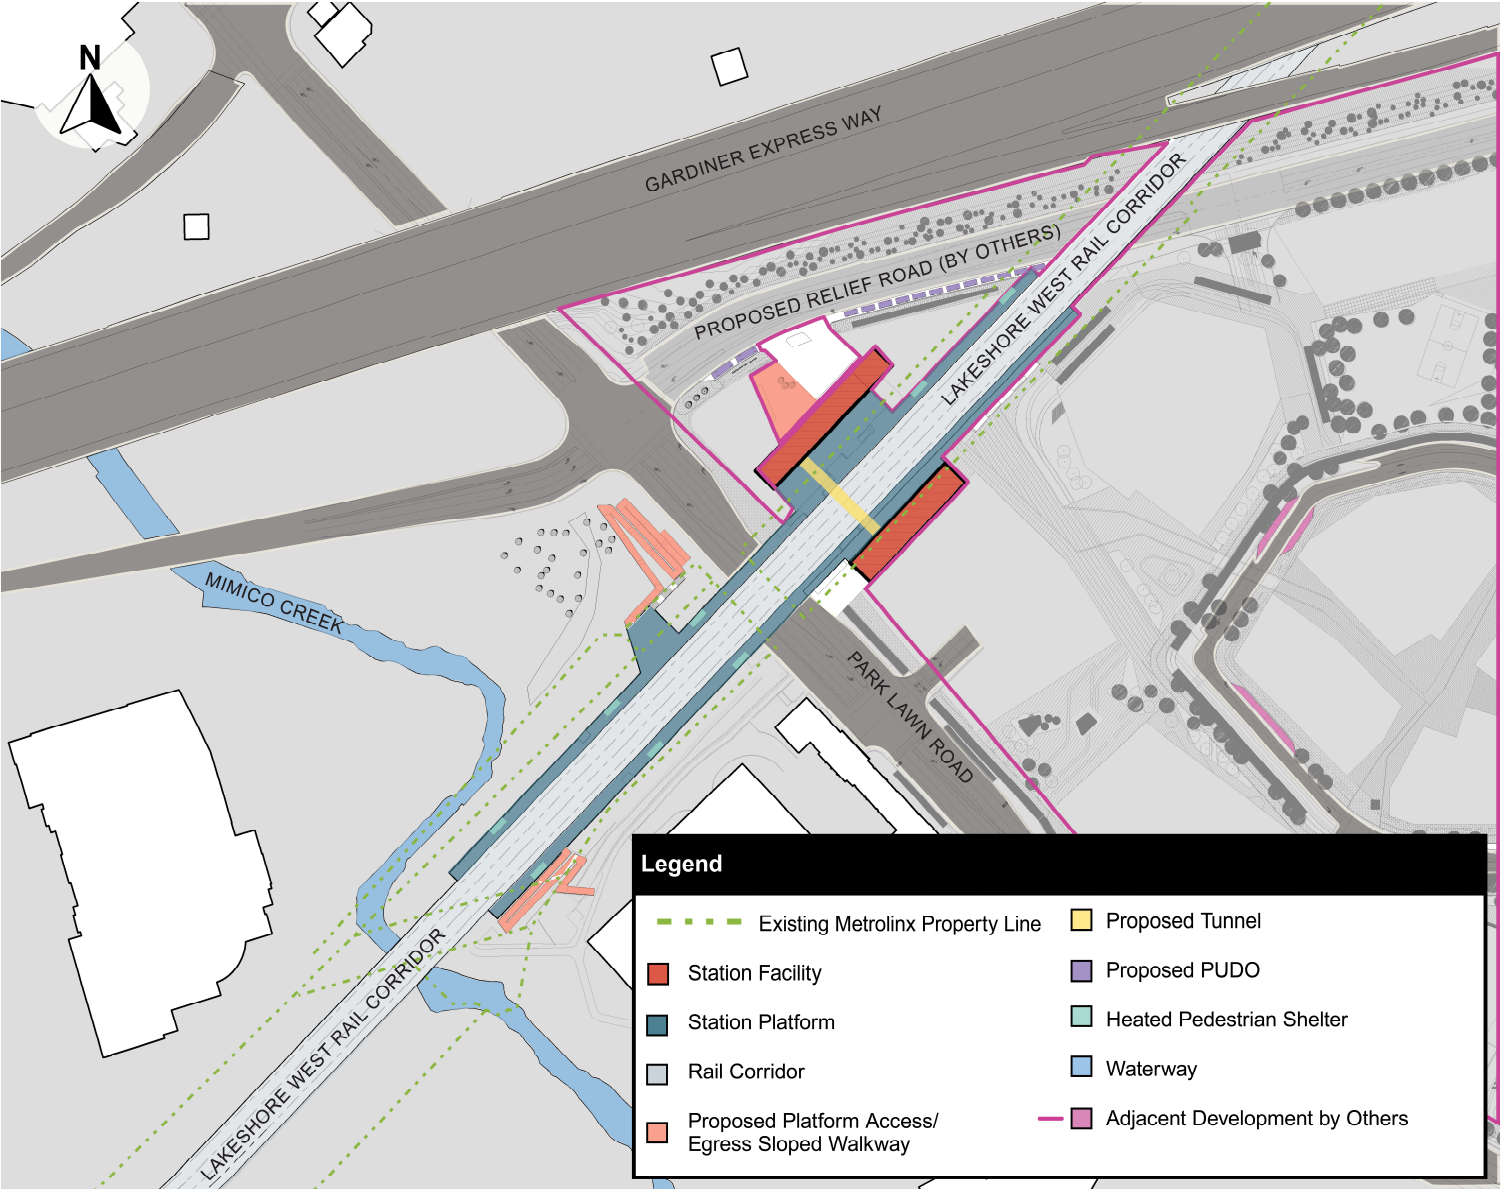 N
GARDINER EXPRESS WAY
PROPOSED RELIEF ROAD (BY OTHERS)
LAKESHORE WEST RAIL CORRIDOR
MIMICO CREEK
PARK LAWN ROAD
LAKESHORE WEST RAIL CORRIDOR
Legend
Existing Metrolinx Property Line
Station Facility
Station Platform
Rail Corridor
Proposed Platform Access/
Egress Sloped Walkway
Proposed Tunnel
Proposed PUDO
Heated Pedestrian Shelter
Waterway
Adjacent Development by Others